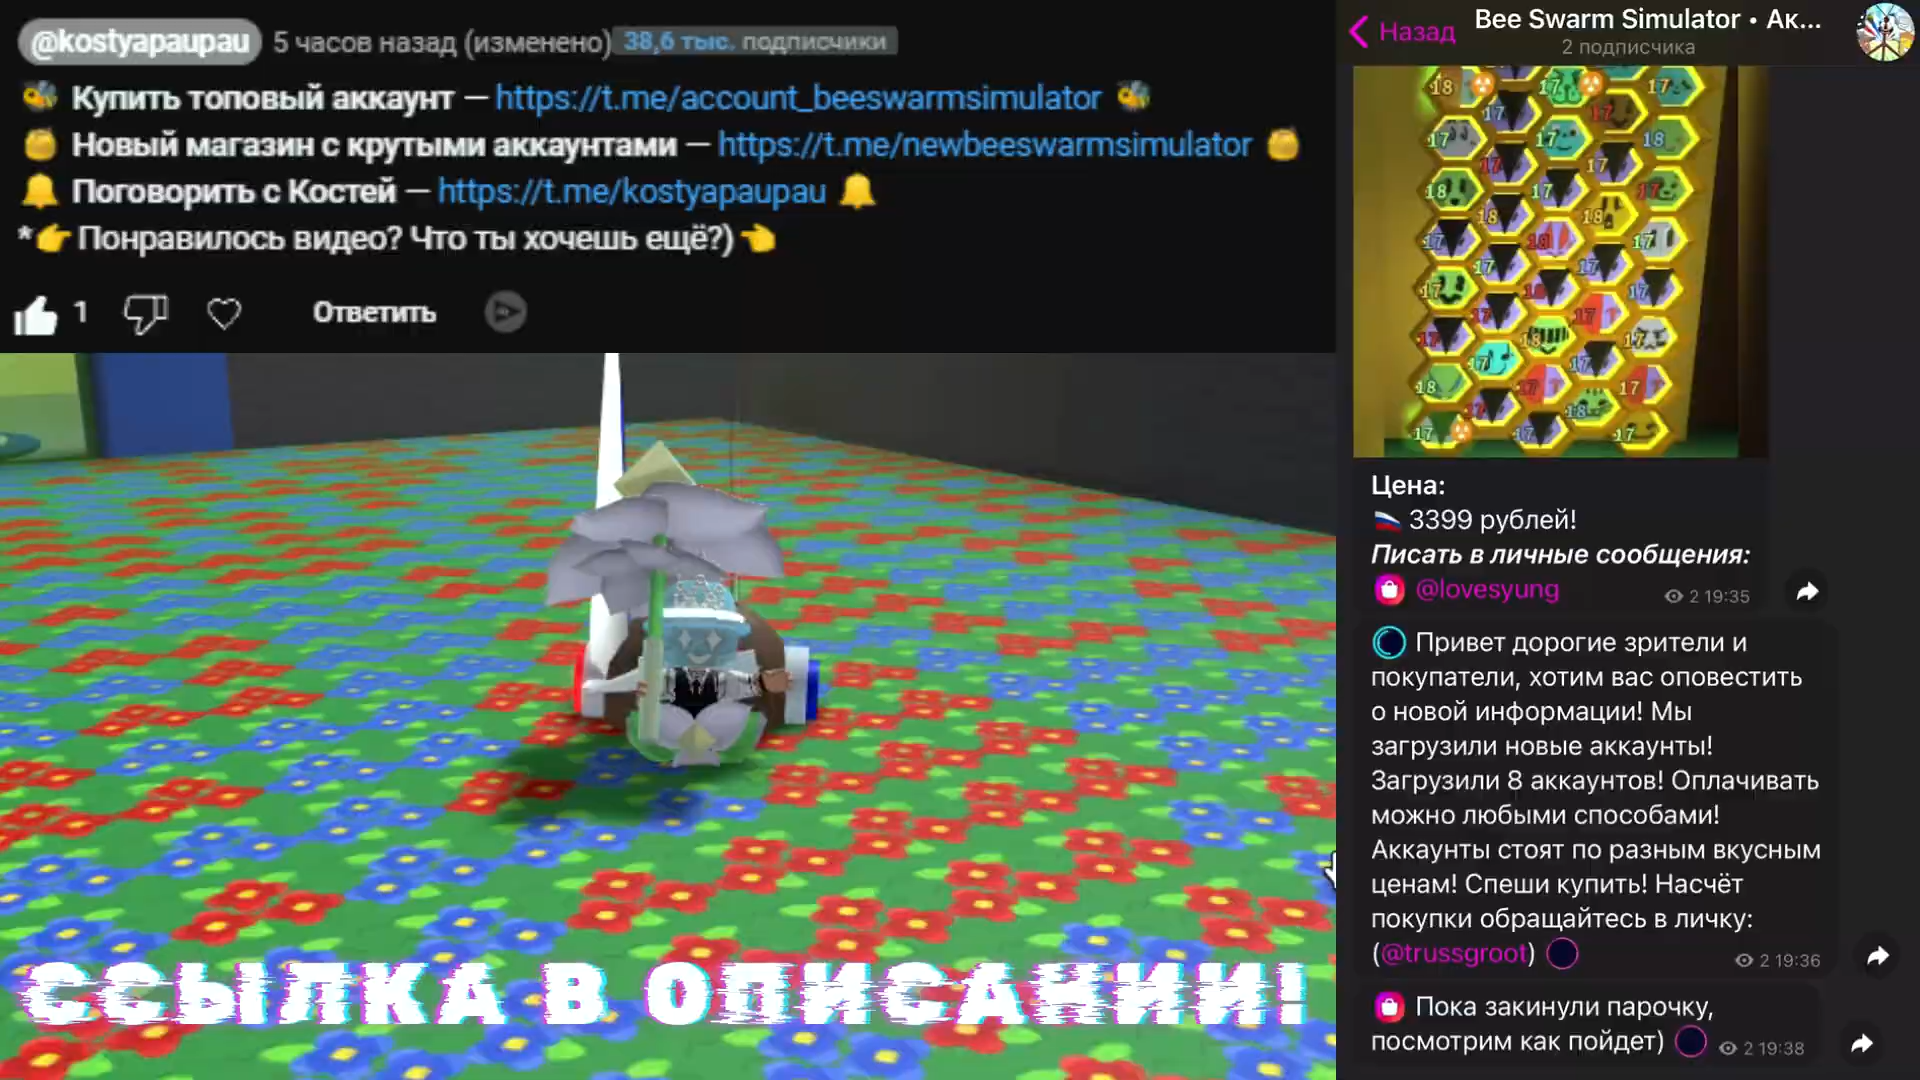 @kostyapaupau 5 часов назад (изменено) 38,6 тыс. подписчики
Купить топовый аккаунт — https://t.me/account_beeswarmsimulator
Новый магазин с крутыми аккаунтами — https://t.me/newbeeswarmsimulator
Поговорить с Костей — https://t.me/kostyapaupau
*👉 Понравилось видео? Что ты хочешь ещё?) 👈
1 Ответить
ССЫЛКА В ОПИСАНИИ!
Назад
Bee Swarm Simulator • Ак...
2 подписчика
Цена:
3399 рублей!
Писать в личные сообщения:
@lovesyung 2 19:35
Привет дорогие зрители и
покупатели, хотим вас оповестить
о новой информации! Мы
загрузили новые аккаунты!
Загрузили 8 аккаунтов! Оплачивать
можно любыми способами!
Аккаунты стоят по разным вкусным
ценам! Спеши купить! Насчёт
покупки обращайтесь в личку:
(@trussgroot) 2 19:36
Пока закинули парочку,
посмотрим как пойдет) 2 19:38